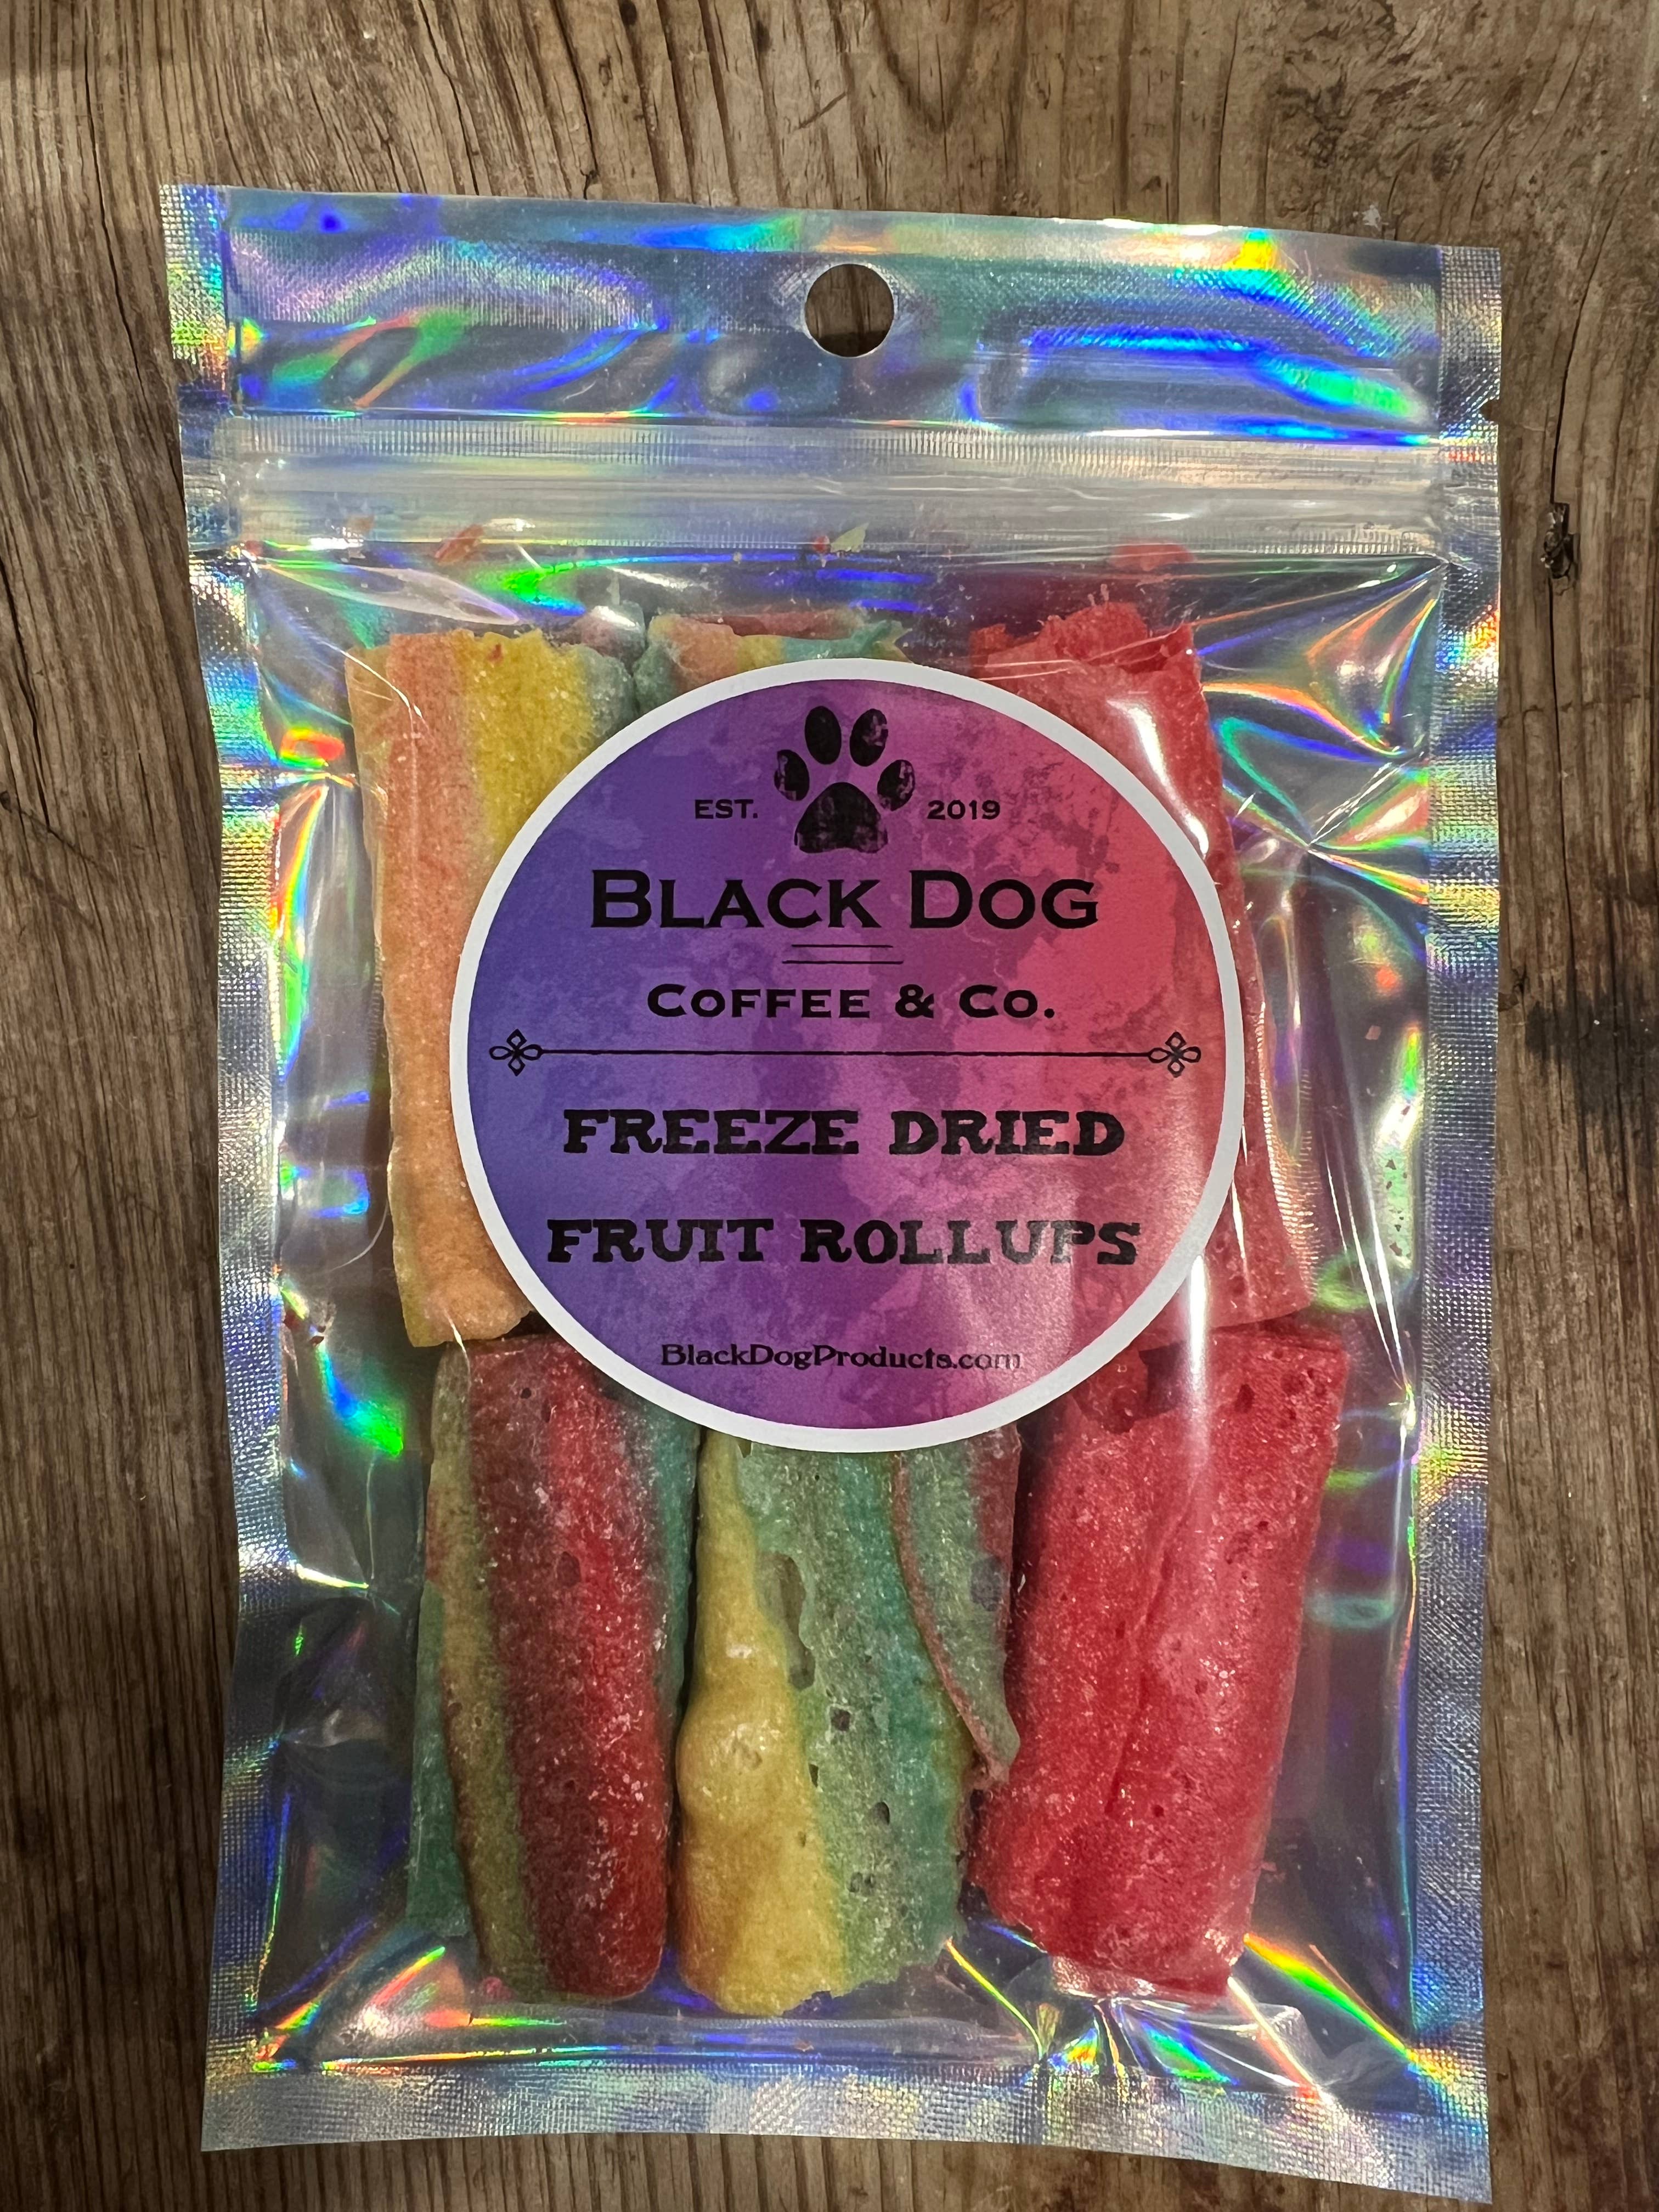 EST. 2019
BLACK DOG
COFFEE & CO.
FREEZE DRIED
FRUIT ROLLUPS
BlackDogProducts.com